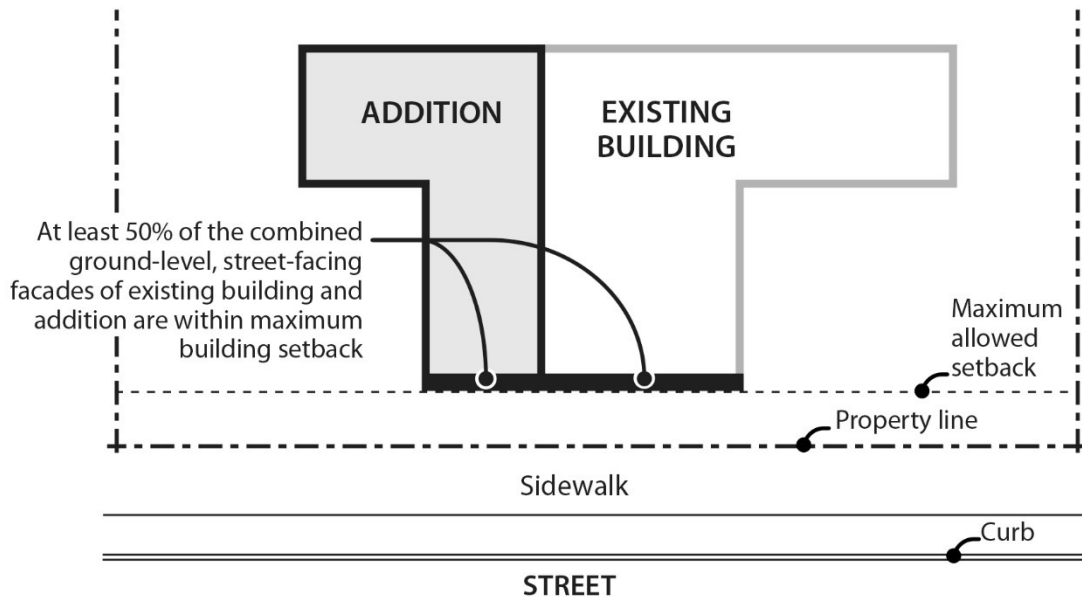 ADDITION
EXISTING
BUILDING
At least 50% of the combined
ground-level, street-facing
facades of existing building and
addition are within maximum
building setback
Maximum
allowed
setback
Property line
Sidewalk
Curb
STREET